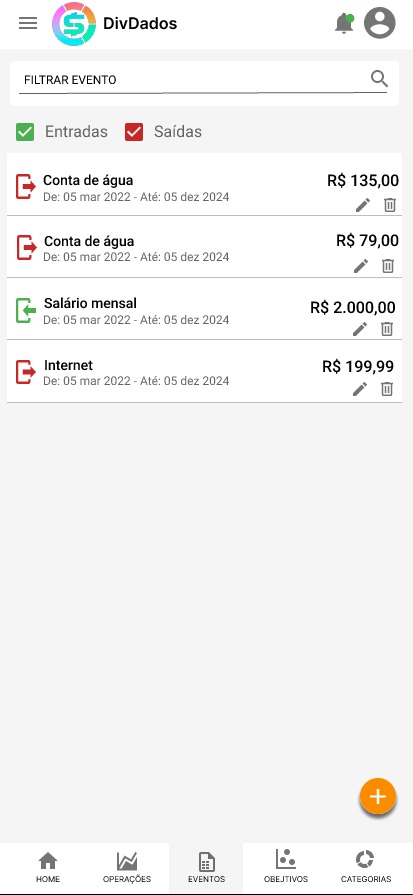 DivDados
FILTRAR EVENTO
Entradas Saídas
Conta de água R$ 135,00
De: 05 mar 2022 - Até: 05 dez 2024
Conta de água R$ 79,00
De: 05 mar 2022 - Até: 05 dez 2024
Salário mensal R$ 2.000,00
De: 05 mar 2022 - Até: 05 dez 2024
Internet R$ 199,99
De: 05 mar 2022 - Até: 05 dez 2024
HOME OPERAÇÕES EVENTOS OBEJTIVOS CATEGORIAS